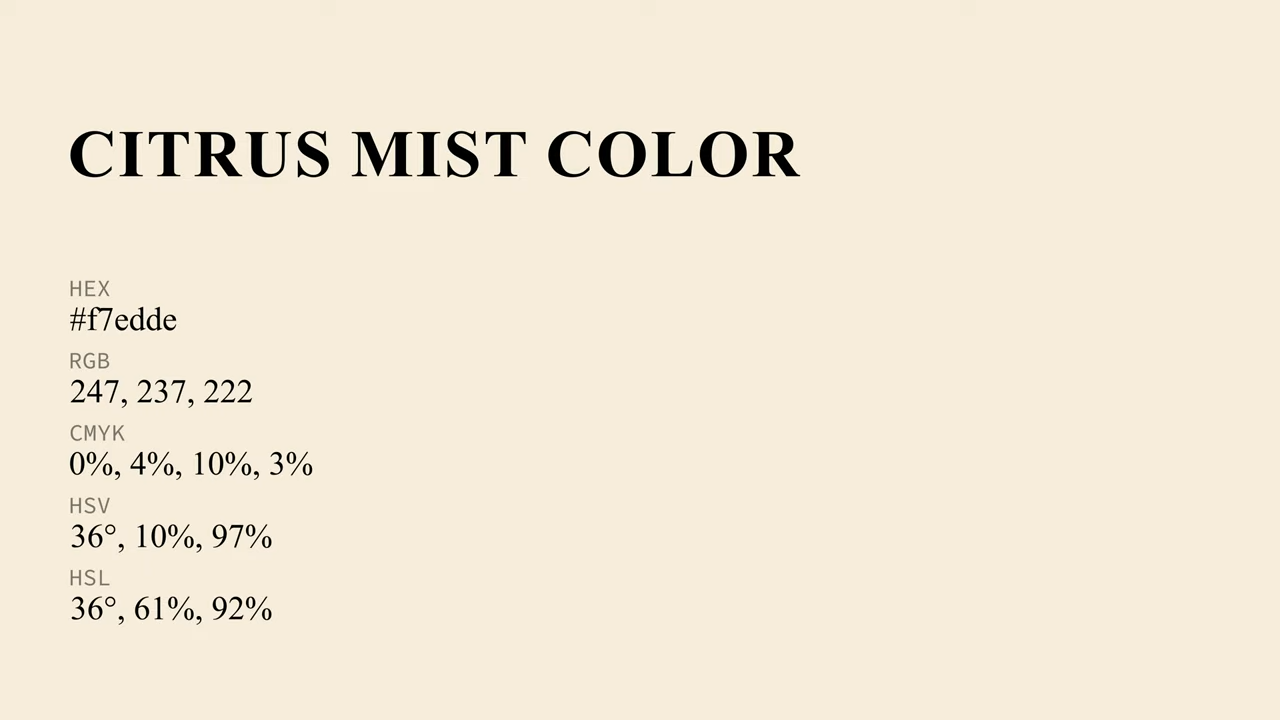 CITRUS MIST COLOR
HEX
#f7edde
RGB
247, 237, 222
CMYK
0%, 4%, 10%, 3%
HSV
36°, 10%, 97%
HSL
36°, 61%, 92%